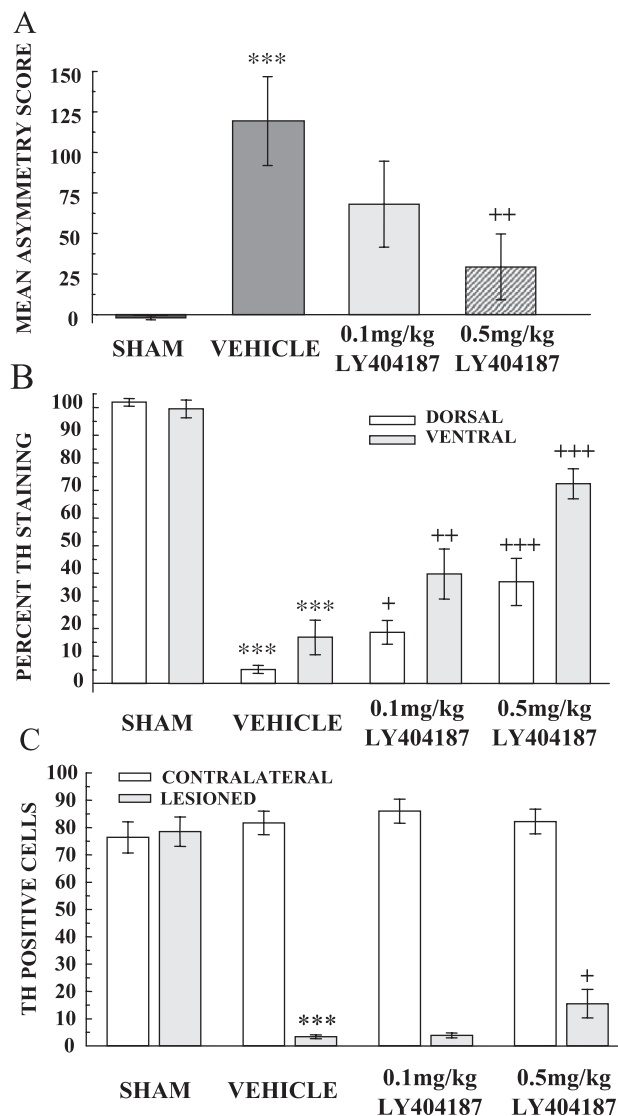 A
MEAN ASYMMETRY SCORE
150
125
100
75
50
25
0
***
++
SHAM
VEHICLE
0.1mg/kg
LY404187
0.5mg/kg
LY404187
B
PERCENT TH STAINING
100
90
80
70
60
50
40
30
20
10
0
DORSAL
VENTRAL
***
***
+
++
+++
+++
SHAM
VEHICLE
0.1mg/kg
LY404187
0.5mg/kg
LY404187
C
TH POSITIVE CELLS
100
90
80
70
60
50
40
30
20
10
0
CONTRALATERAL
LESIONED
***
+
SHAM
VEHICLE
0.1mg/kg
LY404187
0.5mg/kg
LY404187